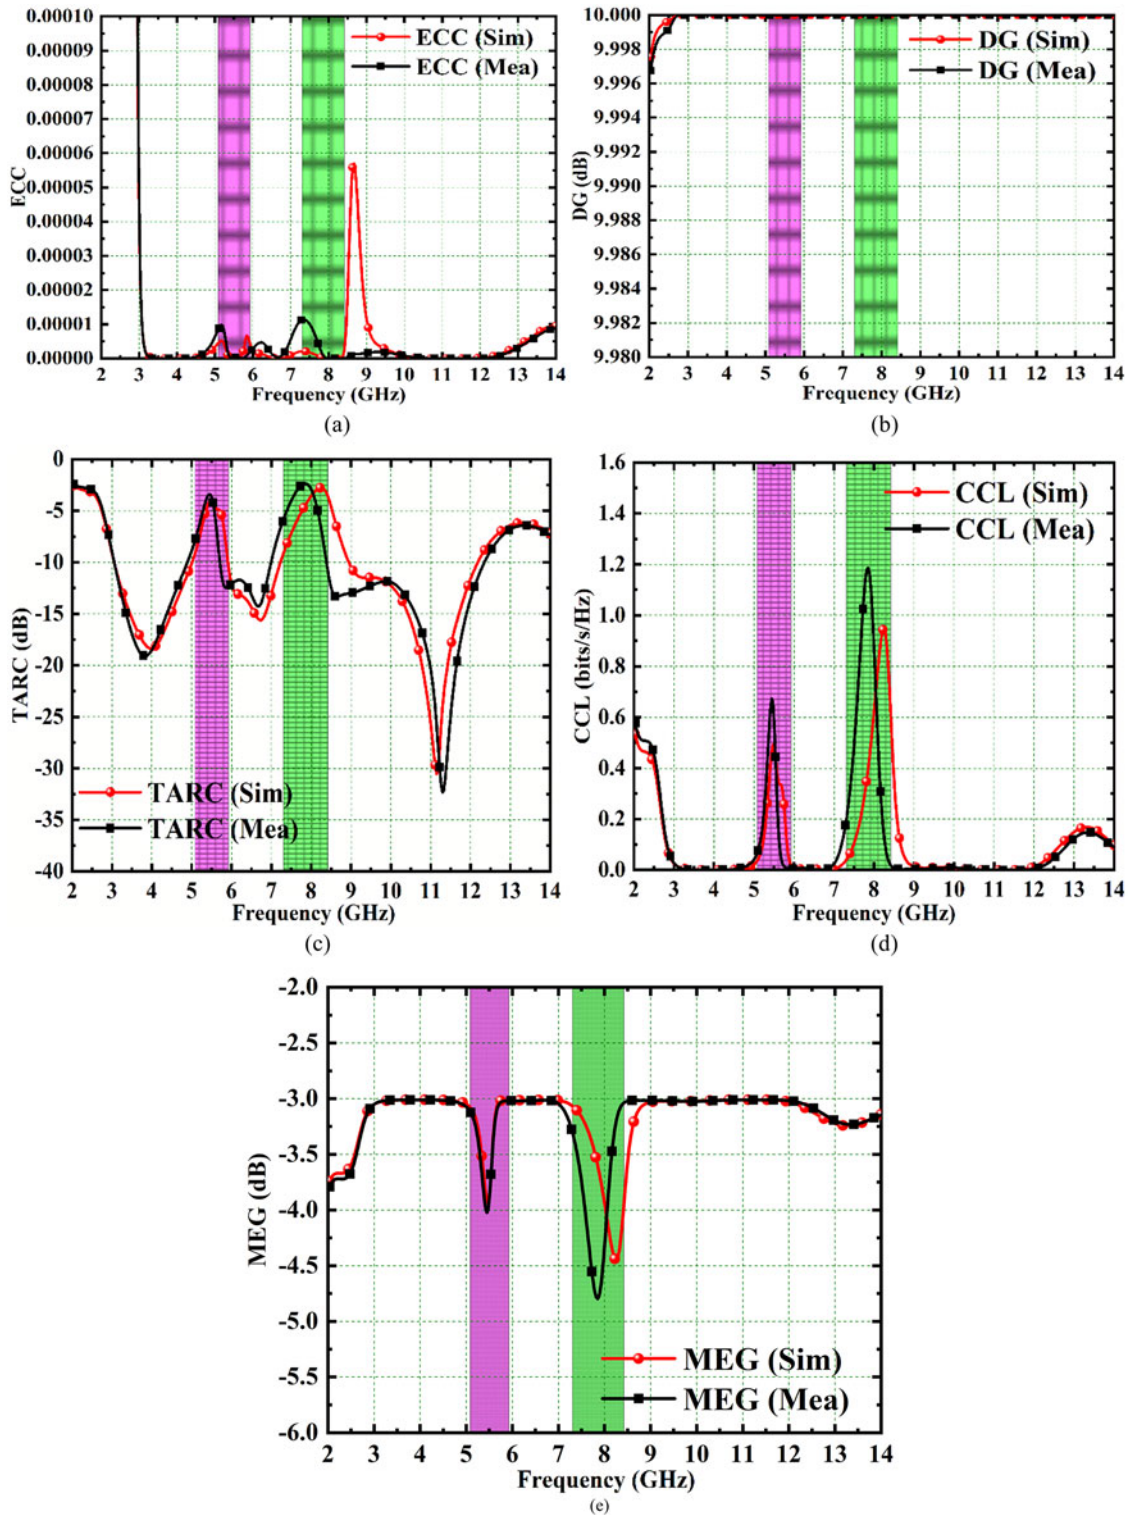 0.00010
0.00009
0.00008
0.00007
0.00006
0.00005
0.00004
0.00003
0.00002
0.00001
0.00000
ECC
ECC (Sim)
ECC (Mea)
2 3 4 5 6 7 8 9 10 11 12 13 14
Frequency (GHz)
(a)
10.000
9.998
9.996
9.994
9.992
9.990
9.988
9.986
9.984
9.982
9.980
DG (dB)
DG (Sim)
DG (Mea)
2 3 4 5 6 7 8 9 10 11 12 13 14
Frequency (GHz)
(b)
0
-5
-10
-15
-20
-25
-30
-35
-40
TARC (dB)
TARC (Sim)
TARC (Mea)
2 3 4 5 6 7 8 9 10 11 12 13 14
Frequency (GHz)
(c)
1.6
1.4
1.2
1.0
0.8
0.6
0.4
0.2
0.0
CCL (bits/s/Hz)
CCL (Sim)
CCL (Mea)
2 3 4 5 6 7 8 9 10 11 12 13 14
Frequency (GHz)
(d)
-2.0
-2.5
-3.0
-3.5
-4.0
-4.5
-5.0
-5.5
-6.0
MEG (dB)
MEG (Sim)
MEG (Mea)
2 3 4 5 6 7 8 9 10 11 12 13 14
Frequency (GHz)
(e)